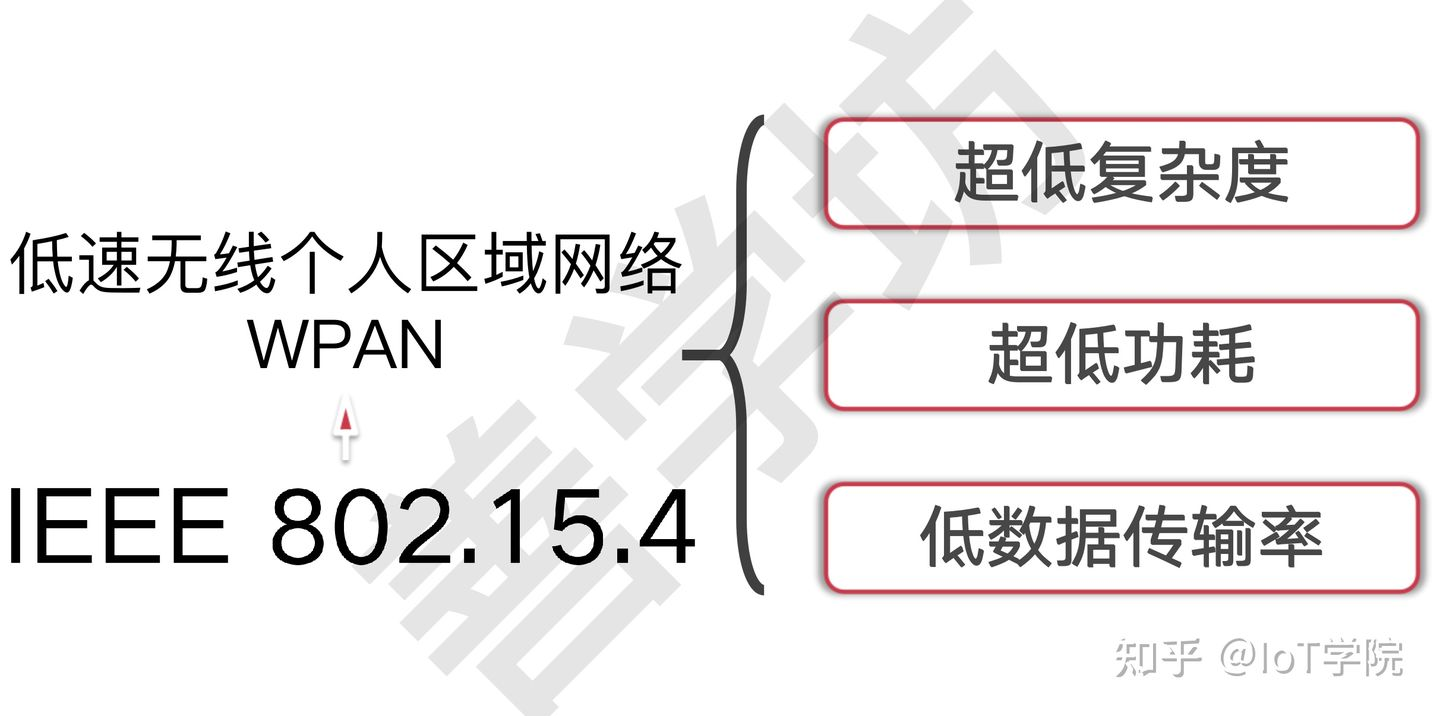 低速无线个人区域网络
WPAN
IEEE 802.15.4
超低复杂度
超低功耗
低数据传输率
知乎 @IoT学院